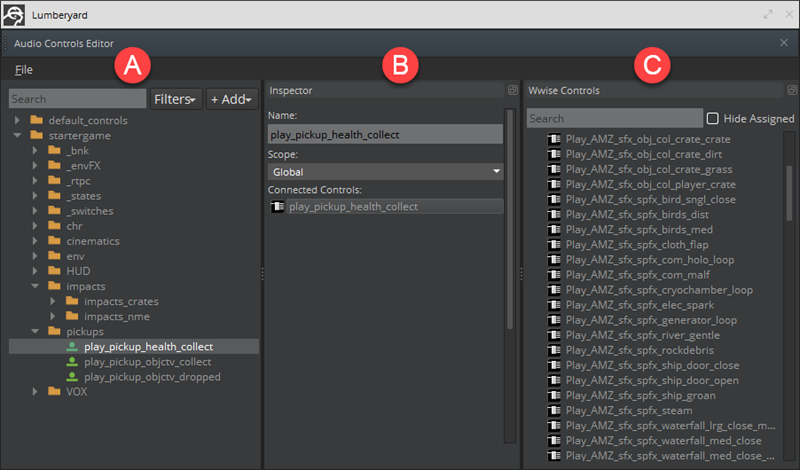 Lumberyard
Audio Controls Editor
File
A
Search
Filters
+ Add
default_controls
startergame
_bnk
_envFX
_rtpc
_states
_switches
chr
cinematics
env
HUD
impacts
impacts_crates
impacts_nme
pickups
play_pickup_health_collect
play_pickup_objctv_collect
play_pickup_objctv_dropped
VOX
B
Inspector
Name:
play_pickup_health_collect
Scope:
Global
Connected Controls:
play_pickup_health_collect
C
Wwise Controls
Search
Hide Assigned
Play_AMZ_sfx_obj_col_crate_crate
Play_AMZ_sfx_obj_col_crate_dirt
Play_AMZ_sfx_obj_col_crate_grass
Play_AMZ_sfx_obj_col_player_crate
Play_AMZ_sfx_spfx_bird_sngl_close
Play_AMZ_sfx_spfx_birds_dist
Play_AMZ_sfx_spfx_birds_med
Play_AMZ_sfx_spfx_cloth_flap
Play_AMZ_sfx_spfx_com_holo_loop
Play_AMZ_sfx_spfx_com_malf
Play_AMZ_sfx_spfx_cryochamber_loop
Play_AMZ_sfx_spfx_elec_spark
Play_AMZ_sfx_spfx_generator_loop
Play_AMZ_sfx_spfx_river_gentle
Play_AMZ_sfx_spfx_rockdebris
Play_AMZ_sfx_spfx_ship_door_close
Play_AMZ_sfx_spfx_ship_door_open
Play_AMZ_sfx_spfx_ship_groan
Play_AMZ_sfx_spfx_steam
Play_AMZ_sfx_spfx_waterfall_lrg_close_m...
Play_AMZ_sfx_spfx_waterfall_med_close
Play_AMZ_sfx_spfx_waterfall_med_close_...